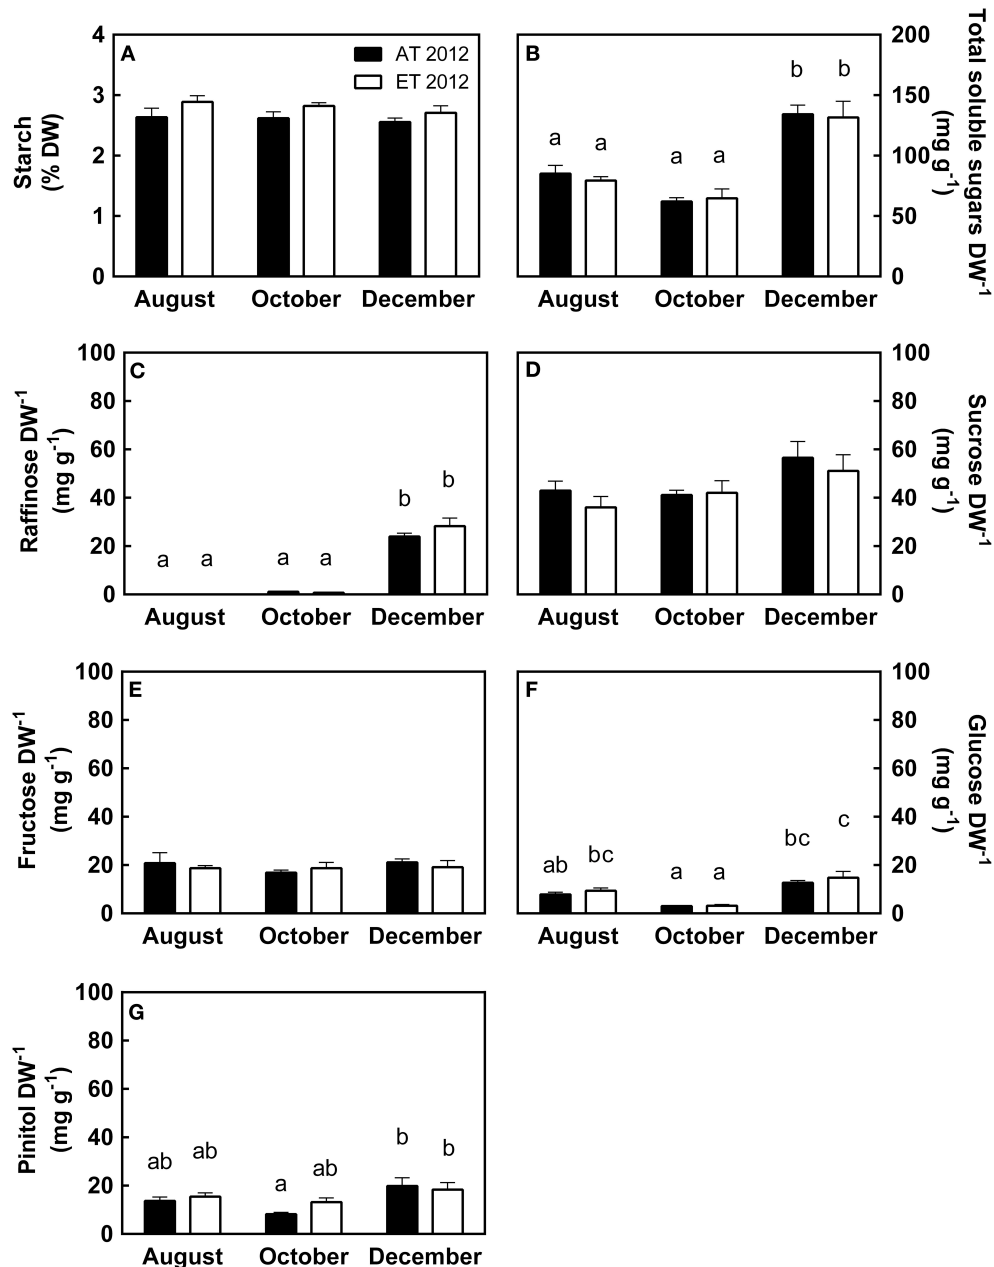 A
AT 2012
ET 2012
4
3
2
1
0
Starch
(% DW)
August October December
B
a a a a b b
200
150
100
50
0
Total soluble sugars DW-1
(mg g-1)
August October December
C
100
80
60
40
20
0
Raffinose DW-1
(mg g-1)
a a a a b b
August October December
D
100
80
60
40
20
0
Sucrose DW-1
(mg g-1)
August October December
E
100
80
60
40
20
0
Fructose DW-1
(mg g-1)
August October December
F
ab bc a a bc c
100
80
60
40
20
0
Glucose DW-1
(mg g-1)
August October December
G
100
80
60
40
20
0
Pinitol DW-1
(mg g-1)
ab ab a ab b b
August October December